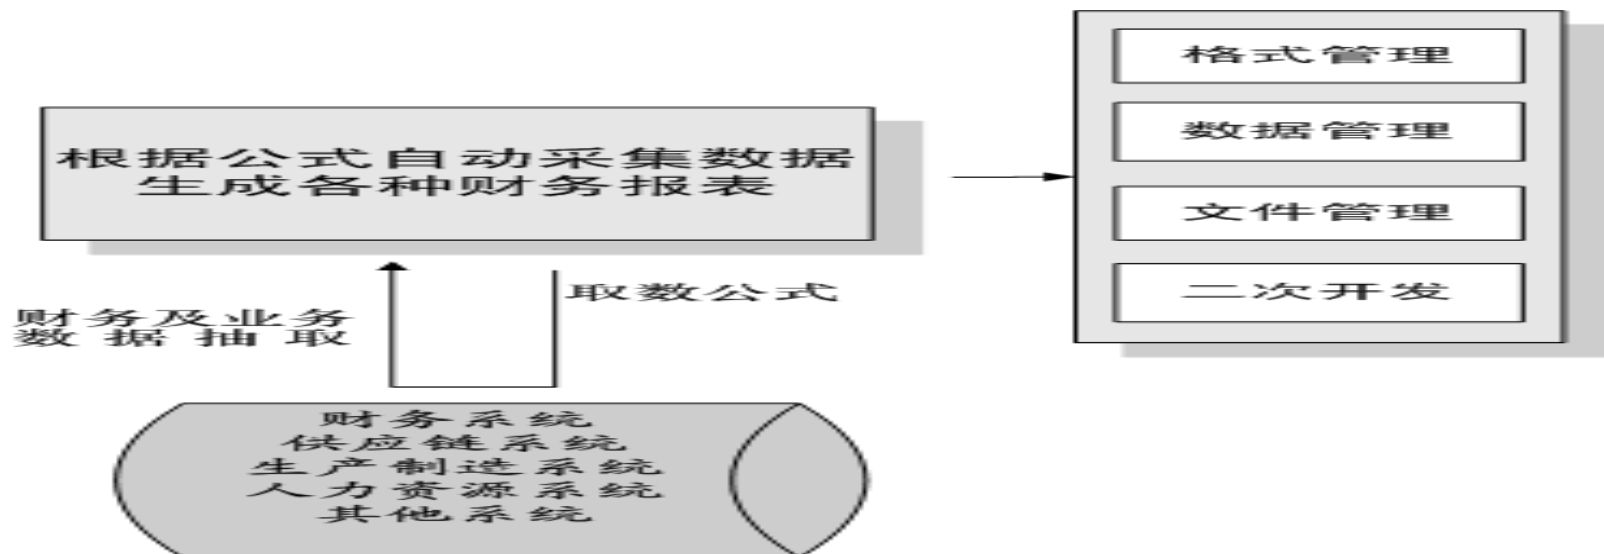 格式管理
数据管理
文件管理
二次开发
根据公式自动采集数据
生成各种财务报表
取数公式
财务及业务
数据抽取
财务系统
供应链系统
生产制造系统
人力资源系统
其他系统